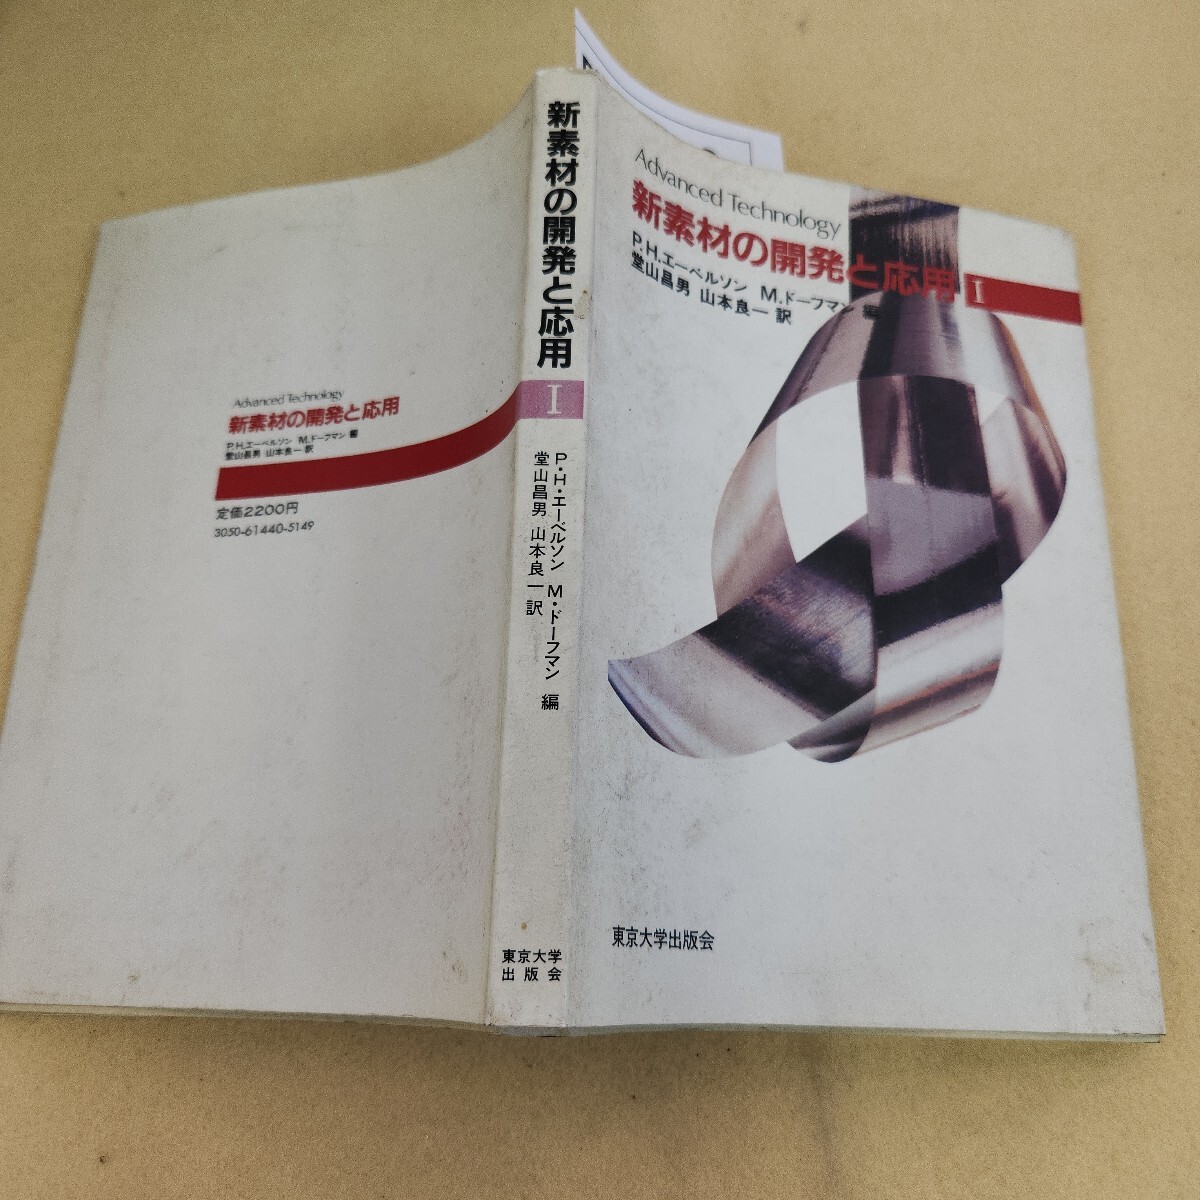 Advanced Technology
新素材の開発と応用 I
P.H.エーベルソン M.ドーフマン 編
堂山昌男 山本良一 訳
東京大学出版会
新素材の開発と応用
I
P・H・エーベルソン M・ドーフマン 編
堂山昌男 山本良一 訳
東京大学
出版会
Advanced Technology
新素材の開発と応用
P.H.エーベルソン M.ドーフマン 編
堂山昌男 山本良一 訳
定価2200円
3050-61440-5149